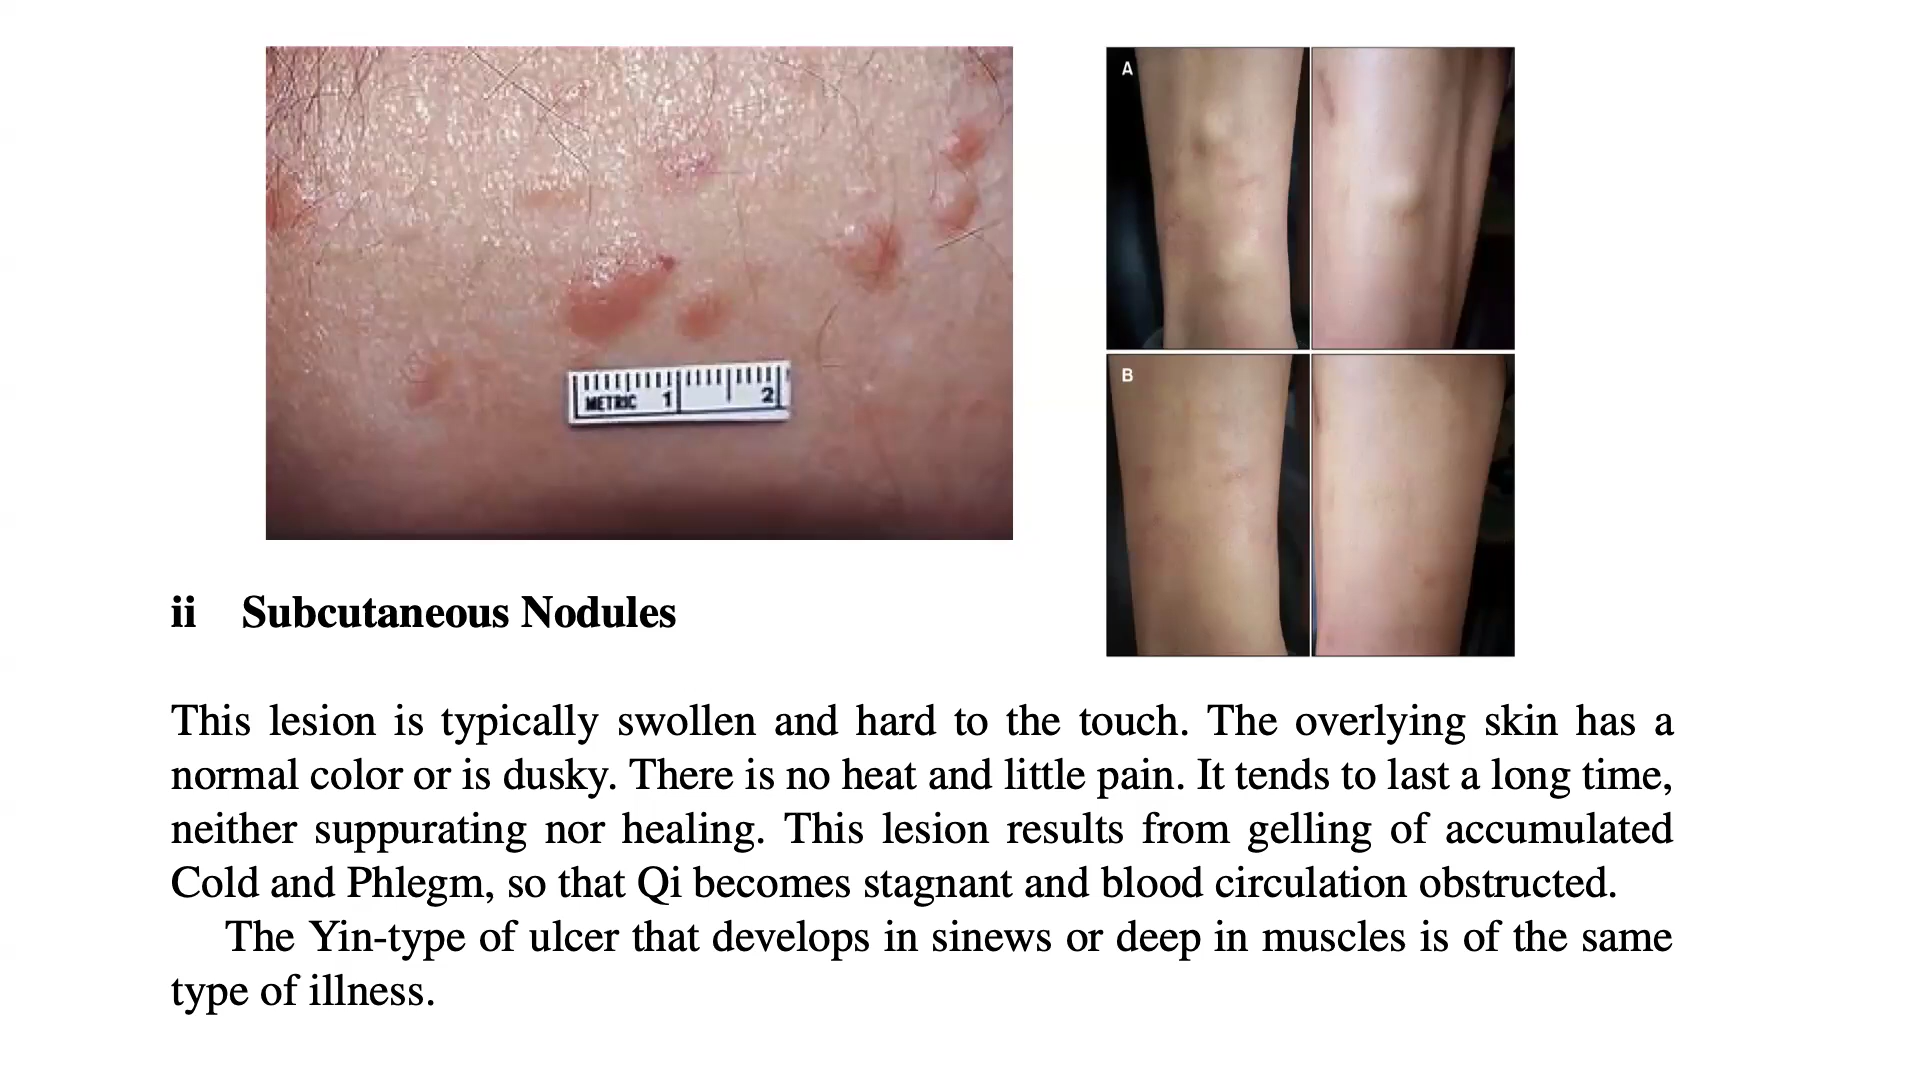 A
B
METRIC 1 2
ii Subcutaneous Nodules
This lesion is typically swollen and hard to the touch. The overlying skin has a
normal color or is dusky. There is no heat and little pain. It tends to last a long time,
neither suppurating nor healing. This lesion results from gelling of accumulated
Cold and Phlegm, so that Qi becomes stagnant and blood circulation obstructed.
The Yin-type of ulcer that develops in sinews or deep in muscles is of the same
type of illness.